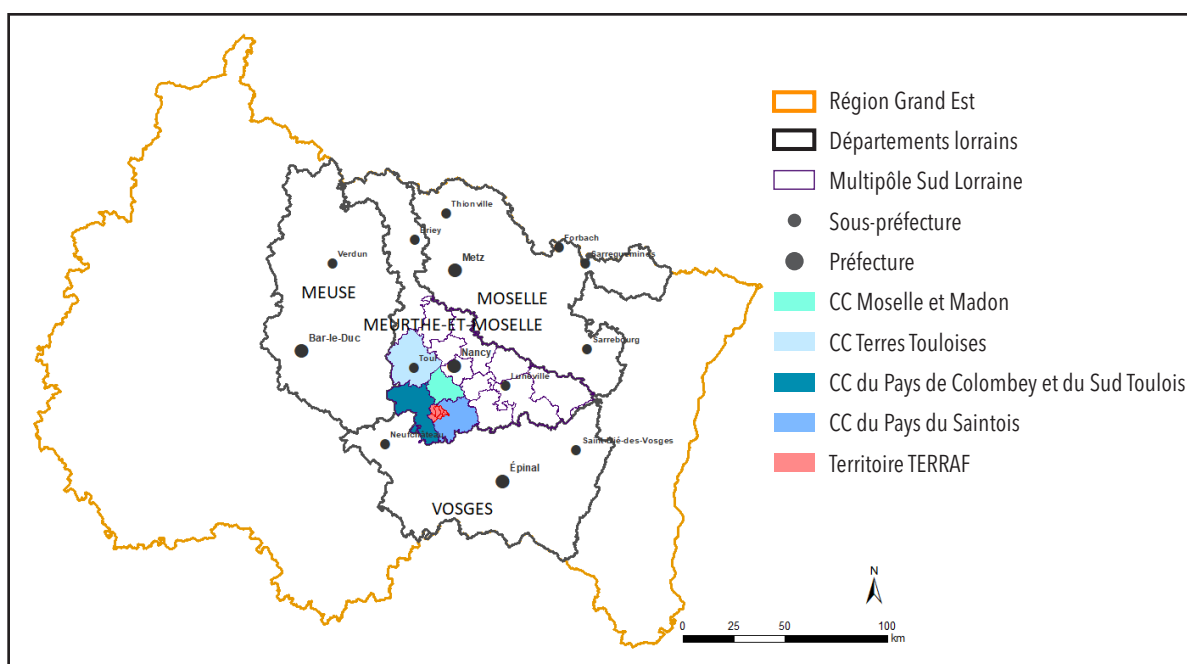 Région Grand Est
Départements lorrains
Multipôle Sud Lorraine
Sous-préfecture
Préfecture
CC Moselle et Madon
CC Terres Touloises
CC du Pays de Colombey et du Sud Toulois
CC du Pays du Saintois
Territoire TERRAF
Thionville
Briey
Forbach
Sarreguemines
Verdun
Metz
MEUSE
MOSELLE
MEURTHE-ET-MOSELLE
Bar-le-Duc
Nancy
Sarrebourg
Toul
Lunéville
Neufchâteau
Saint-Dié-des-Vosges
Épinal
VOSGES
N
0 25 50 100
km